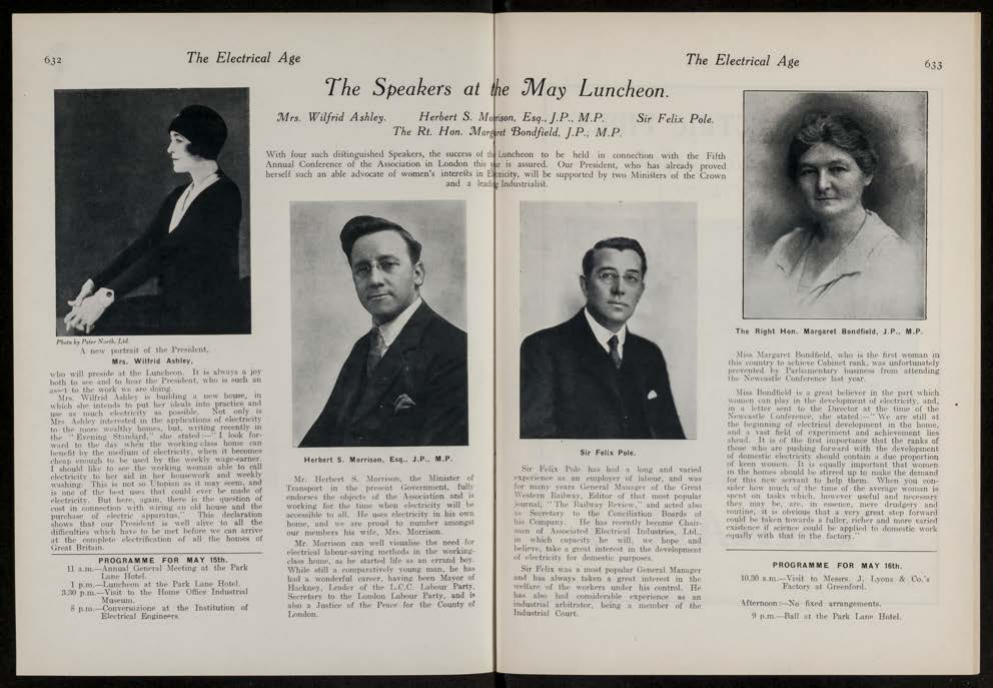 632
The Electrical Age
The Electrical Age
633
The Speakers at the May Luncheon.
Mrs. Wilfrid Ashley. Herbert S. Morrison, Esq., J.P., M.P. Sir Felix Pole.
The Rt. Hon. Margaret Bondfield, J.P., M.P.
With four such distinguished Speakers, the success of the Luncheon to be held in connection with the Fifth
Annual Conference of the Association in London this is assured. Our President, who has already proved
herself such an able advocate of women's interests in Electricity, will be supported by two Ministers of the Crown
and a leading Industrialist.
Photo by Peter North, Ltd.
A new portrait of the President,
Mrs. Wilfrid Ashley,
who will preside at the Luncheon. It is always a joy
both to see and to hear the President, who is such an
asset to the work we are doing.
Mrs. Wilfrid Ashley is building a new house, in
which she intends to put her ideals into practice and
use as much electricity as possible. Not only is
Mrs. Ashley interested in the applications of electricity
to the more wealthy homes, but, writing recently in
the "Evening Standard," she stated:—"I look for-
ward to the day when the working-class home can
benefit by the medium of electricity, when it becomes
cheap enough to be used by the weekly wage-earner.
I should like to see the working woman able to call
electricity to her aid in her housework and weekly
washing. This is not so Utopian as it may seem, and
is one of the best uses that could ever be made of
electricity. But here, again, there is the question of
cost in connection with wiring an old house and the
purchase of electric apparatus." This declaration
shows that our President is well alive to all the
difficulties which have to be met before we can arrive
at the complete electrification of all the homes of
Great Britain.
PROGRAMME FOR MAY 15th.
11 a.m.—Annual General Meeting at the Park
Lane Hotel.
1 p.m.—Luncheon at the Park Lane Hotel.
3.30 p.m.—Visit to the Home Office Industrial
Museum.
8 p.m.—Conversazione at the Institution of
Electrical Engineers.
Herbert S. Morrison, Esq., J.P., M.P.
Mr. Herbert S. Morrison, the Minister of
Transport in the present Government, fully
endorses the objects of the Association and is
working for the time when electricity will be
accessible to all. He uses electricity in his own
home, and we are proud to number amongst
our members his wife, Mrs. Morrison.
Mr. Morrison can well visualise the need for
electrical labour-saving methods in the working-
class home, as he started life as an errand boy.
While still a comparatively young man, he has
had a wonderful career, having been Mayor of
Hackney, Leader of the L.C.C. Labour Party,
Secretary to the London Labour Party, and is
also a Justice of the Peace for the County of
London.
Sir Felix Pole.
Sir Felix Pole has had a long and varied
experience as an employer of labour, and was
for many years General Manager of the Great
Western Railway, Editor of that most popular
journal, "The Railway Review," and acted also
as Secretary to the Conciliation Boards of
his Company. He has recently become Chair-
man of Associated Electrical Industries, Ltd.,
in which capacity he will, we hope and
believe, take a great interest in the development
of electricity for domestic purposes.
Sir Felix was a most popular General Manager
and has always taken a great interest in the
welfare of the workers under his control. He
has also had considerable experience as an
industrial arbitrator, being a member of the
Industrial Court.
The Right Hon. Margaret Bondfield, J.P., M.P.
Miss Margaret Bondfield, who is the first woman in
this country to achieve Cabinet rank, was unfortunately
prevented by Parliamentary business from attending
the Newcastle Conference last year.
Miss Bondfield is a great believer in the part which
women can play in the development of electricity, and,
in a letter sent to the Director at the time of the
Newcastle Conference, she stated:—"We are still at
the beginning of electrical development in the home,
and a vast field of experiment and achievement lies
ahead. It is of the first importance that the ranks of
those who are pushing forward with the development
of domestic electricity should contain a due proportion
of keen women. It is equally important that women
in the homes should be stirred up to make the demand
for this new servant to help them. When you con-
sider how much of the time of the average woman is
spent on tasks which, however useful and necessary
they may be, are, in essence, mere drudgery and
routine, it is obvious that a very great step forward
could be taken towards a fuller, richer and more varied
existence if science could be applied to domestic work
equally with that in the factory."
PROGRAMME FOR MAY 16th.
10.30 a.m.—Visit to Messrs. J. Lyons & Co.'s
Factory at Greenford.
Afternoon:—No fixed arrangements.
9 p.m.—Ball at the Park Lane Hotel.